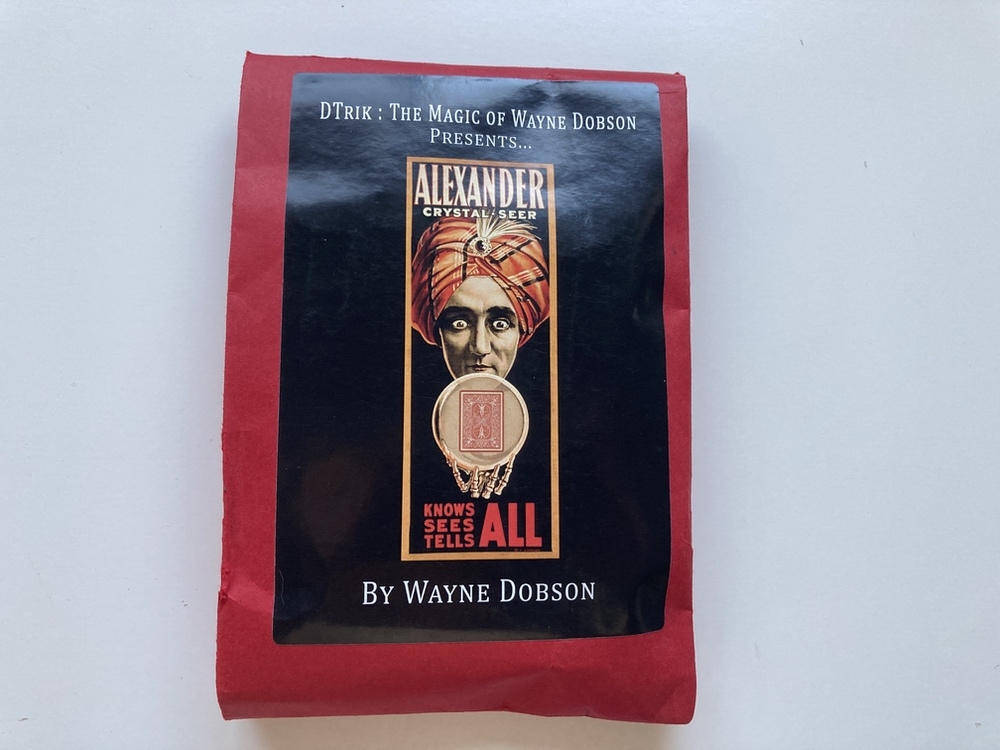 DTrik : The Magic of Wayne Dobson
Presents...
ALEXANDER
CRYSTAL-SEER
KNOWS
SEES
TELLS
ALL
By Wayne Dobson